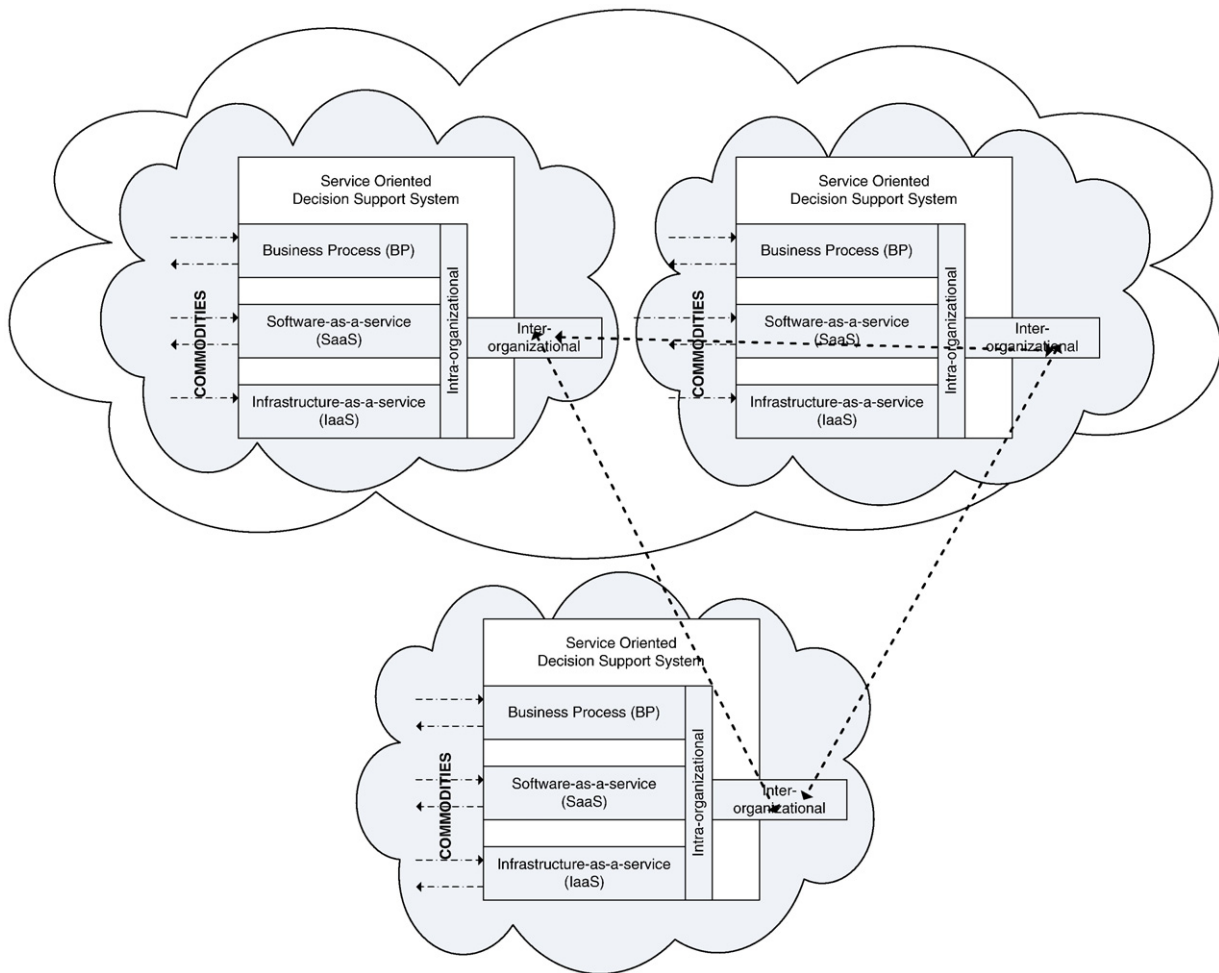 Service Oriented
Decision Support System
Business Process (BP)
Software-as-a-service
(SaaS)
Infrastructure-as-a-service
(IaaS)
COMMODITIES
Intra-organizational
Inter-
organizational
Service Oriented
Decision Support System
Business Process (BP)
Software-as-a-service
(SaaS)
Infrastructure-as-a-service
(IaaS)
COMMODITIES
Intra-organizational
Inter-
organizational
Service Oriented
Decision Support System
Business Process (BP)
Software-as-a-service
(SaaS)
Infrastructure-as-a-service
(IaaS)
COMMODITIES
Intra-organizational
Inter-
organizational